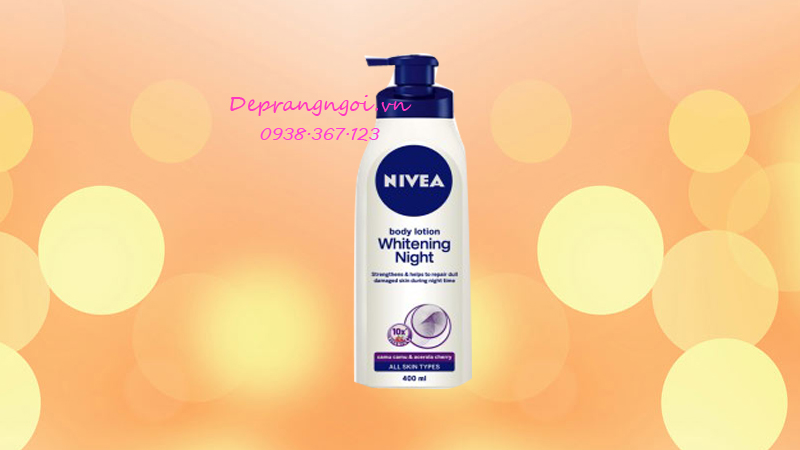 Deprangngoi.vn
0938·367·123
NIVEA
body lotion
Whitening
Night
Strengthens & helps to repair dull
damaged skin during night time
10x
camu camu & acerola cherry
ALL SKIN TYPES
400 ml